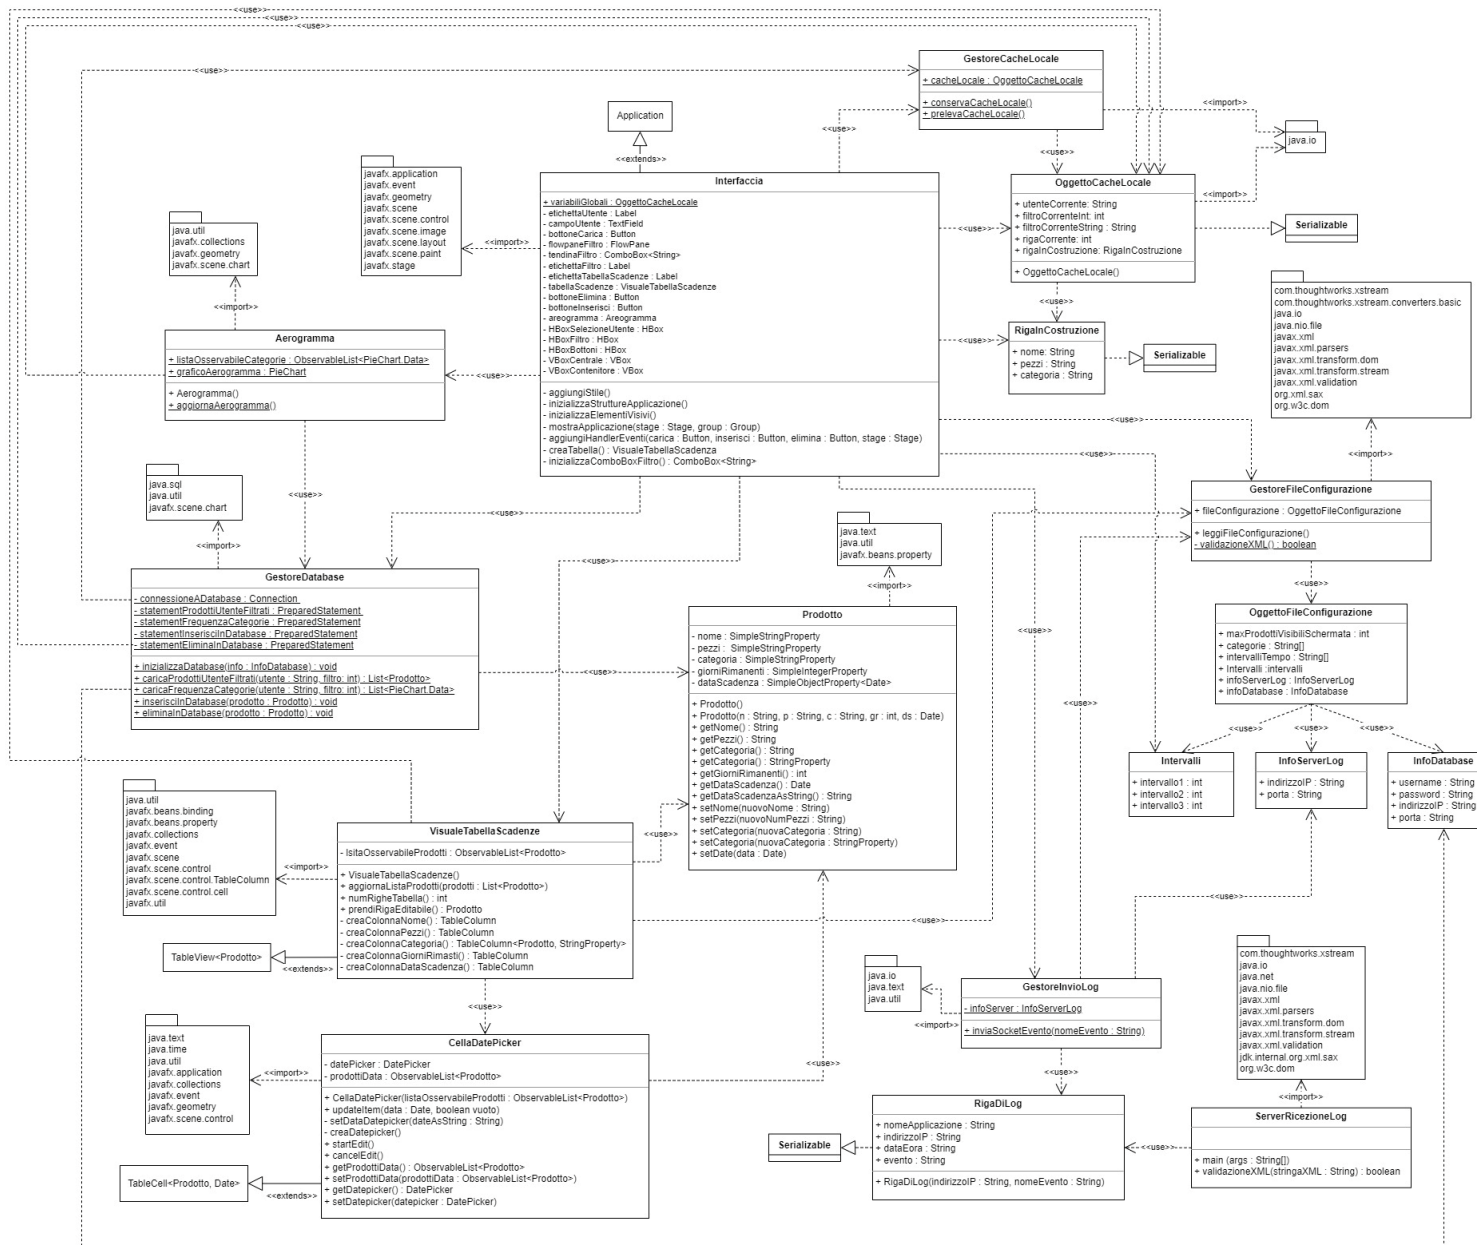 <<use>>
<<use>>
<<use>>
GestoreCacheLocale
+ cacheLocale : OggettoCacheLocale
+ conservaCacheLocale()
+ prelevaCacheLocale()
<<use>>
<<import>>
<<use>>
<<use>>
java.io
<<import>>
Application
<<extends>>
javafx.application
javafx.event
javafx.geometry
javafx.scene
javafx.scene.control
javafx.scene.image
javafx.scene.layout
javafx.scene.paint
javafx.stage
<<import>>
Interfaccia
+ variabiliGlobali : OggettoCacheLocale
- etichettaUtente : Label
- campoUtente : TextField
- bottoneCarica : Button
- flowpaneFiltro : FlowPane
- tendinaFiltro : ComboBox<String>
- etichettaFiltro : Label
- etichettaTabellaScadenze : Label
- tabellaScadenze : VisualeTabellaScadenze
- bottoneElimina : Button
- bottoneInserisci : Button
- areogramma : Areogramma
- HBoxSelezioneUtente : HBox
- HBoxFiltro : HBox
- HBoxBottoni : HBox
- VBoxCentrale : VBox
- VBoxContenitore : VBox
- aggiungiStile()
- inizializzaStruttureApplicazione()
- inizializzaElementiVisivi()
- mostraApplicazione(stage : Stage, group : Group)
- aggiungiHandlerEventi(carica : Button, inserisci : Button, elimina : Button, stage : Stage)
- creaTabella() : VisualeTabellaScadenza
- inizializzaComboBoxFiltro() : ComboBox<String>
<<use>>
OggettoCacheLocale
+ utenteCorrente: String
+ filtroCorrenteInt: int
+ filtroCorrenteString : String
+ rigaCorrente: int
+ rigaInCostruzione: RigaInCostruzione
+ OggettoCacheLocale()
Serializable
<<use>>
<<use>>
RigaInCostruzione
+ nome: String
+ pezzi : String
+ categoria : String
Serializable
java.util
javafx.collections
javafx.geometry
javafx.scene.chart
<<import>>
Aerogramma
+ listaOsservabileCategorie : ObservableList<PieChart.Data>
+ graficoAerogramma : PieChart
+ Aerogramma()
+ aggiornaAerogramma()
<<use>>
<<use>>
com.thoughtworks.xstream
com.thoughtworks.xstream.converters.basic
java.io
java.nio.file
javax.xml
javax.xml.parsers
javax.xml.transform.dom
javax.xml.transform.stream
javax.xml.validation
org.xml.sax
org.w3c.dom
<<import>>
<<use>>
<<use>>
GestoreFileConfigurazione
+ fileConfigurazione : OggettoFileConfigurazione
+ leggiFileConfigurazione()
- validazioneXML() : boolean
<<use>>
java.sql
java.util
javafx.scene.chart
<<import>>
<<use>>
<<use>>
<<use>>
<<use>>
GestoreDatabase
- connessioneADatabase : Connection
- statementProdottiUtenteFiltrati : PreparedStatement
- statementFrequenzaCategorie : PreparedStatement
- statementInserisciInDatabase : PreparedStatement
- statementEliminaInDatabase : PreparedStatement
+ inizializzaDatabase(info : InfoDatabase) : void
+ caricaProdottiUtenteFiltrati(utente : String, filtro: int) : List<Prodotto>
+ caricaFrequenzaCategorie(utente : String, filtro: int) : List<PieChart.Data>
+ inserisciInDatabase(prodotto : Prodotto) : void
+ eliminaInDatabase(prodotto : Prodotto) : void
<<use>>
java.text
java.util
javafx.beans.property
<<import>>
Prodotto
- nome : SimpleStringProperty
- pezzi :  SimpleStringProperty
- categoria : SimpleStringProperty
- giorniRimanenti : SimpleIntegerProperty
- dataScadenza : SimpleObjectProperty<Date>
+ Prodotto()
+ Prodotto(n : String, p : String, c : String, gr : int, ds : Date)
+ getNome() : String
+ getPezzi() : String
+ getCategoria() : String
+ getCategoria() : StringProperty
+ getGiorniRimanenti() : int
+ getDataScadenza() : Date
+ getDataScadenzaAsString() : String
+ setNome(nuovoNome : String)
+ setPezzi(nuovoNumPezzi : String)
+ setCategoria(nuovaCategoria : String)
+ setCategoria(nuovaCategoria : StringProperty)
+ setDate(data : Date)
OggettoFileConfigurazione
+ maxProdottiVisibiliSchermata : int
+ categorie : String[]
+ intervalliTempo : String[]
+ Intervalli :intervalli
+ infoServerLog : InfoServerLog
+ infoDatabase : InfoDatabase
<<use>>
<<use>>
<<use>>
Intervalli
+ intervallo1 : int
+ intervallo2 : int
+ intervallo3 : int
InfoServerLog
+ indirizzoIP : String
+ porta : String
InfoDatabase
+ username : String
+ password : String
+ indirizzoIP : String
+ porta : String
java.util
javafx.beans.binding
javafx.beans.property
javafx.collections
javafx.event
javafx.scene
javafx.scene.control
javafx.scene.control.TableColumn
javafx.scene.control.cell
javafx.util
<<import>>
VisualeTabellaScadenze
- lsitaOsservabileProdotti : ObservableList<Prodotto>
+ VisualeTabellaScadenze()
+ aggiornaListaProdotti(prodotti : List<Prodotto>)
+ numRigheTabella() : int
+ prendiRigaEditabile() : Prodotto
- creaColonnaNome() : TableColumn
- creaColonnaPezzi() : TableColumn
- creaColonnaCategoria() : TableColumn<Prodotto, StringProperty>
- creaColonnaGiorniRimasti() : TableColumn
- creaColonnaDataScadenza() : TableColumn
<<use>>
<<use>>
<<use>>
TableView<Prodotto>
<<extends>>
<<use>>
java.io
java.text
java.util
<<import>>
GestoreInvioLog
- infoServer : InfoServerLog
+ inviaSocketEvento(nomeEvento : String)
<<use>>
com.thoughtworks.xstream
java.io
java.net
java.nio.file
javax.xml
javax.xml.parsers
javax.xml.transform.dom
javax.xml.transform.stream
javax.xml.validation
jdk.internal.org.xml.sax
org.w3c.dom
<<import>>
java.text
java.time
java.util
javafx.application
javafx.collections
javafx.event
javafx.geometry
javafx.scene.control
<<import>>
CellaDatePicker
- datePicker : DatePicker
- prodottiData : ObservableList<Prodotto>
+ CellaDatePicker(listaOsservabileProdotti : ObservableList<Prodotto>)
+ updateItem(data : Date, boolean vuoto)
- setDataDatepicker(dateAsString : String)
- creaDatepicker()
+ startEdit()
+ cancelEdit()
+ getProdottiData() : ObservableList<Prodotto>
+ setProdottiData(prodottiData : ObservableList<Prodotto>)
+ getDatepicker() : DatePicker
+ setDatepicker(datepicker : DatePicker)
TableCell<Prodotto, Date>
<<extends>>
Serializable
RigaDiLog
+ nomeApplicazione : String
+ indirizzoIP : String
+ dataEora : String
+ evento : String
+ RigaDiLog(indirizzoIP : String, nomeEvento : String)
<<use>>
ServerRicezioneLog
+ main (args : String[])
+ validazioneXML(stringaXML : String) : boolean